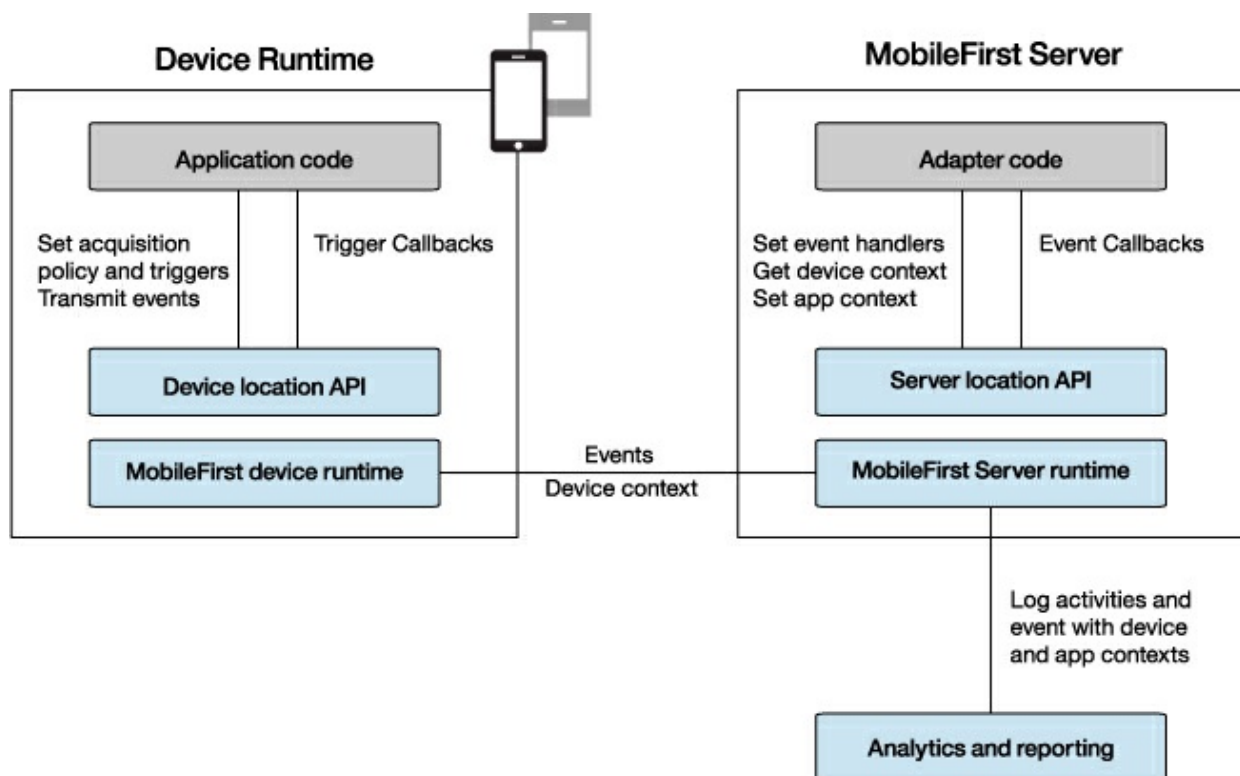 Device Runtime
MobileFirst Server
Application code
Set acquisition
policy and triggers
Transmit events
Trigger Callbacks
Device location API
MobileFirst device runtime
Events
Device context
Adapter code
Set event handlers
Get device context
Set app context
Event Callbacks
Server location API
MobileFirst Server runtime
Log activities and
event with device
and app contexts
Analytics and reporting